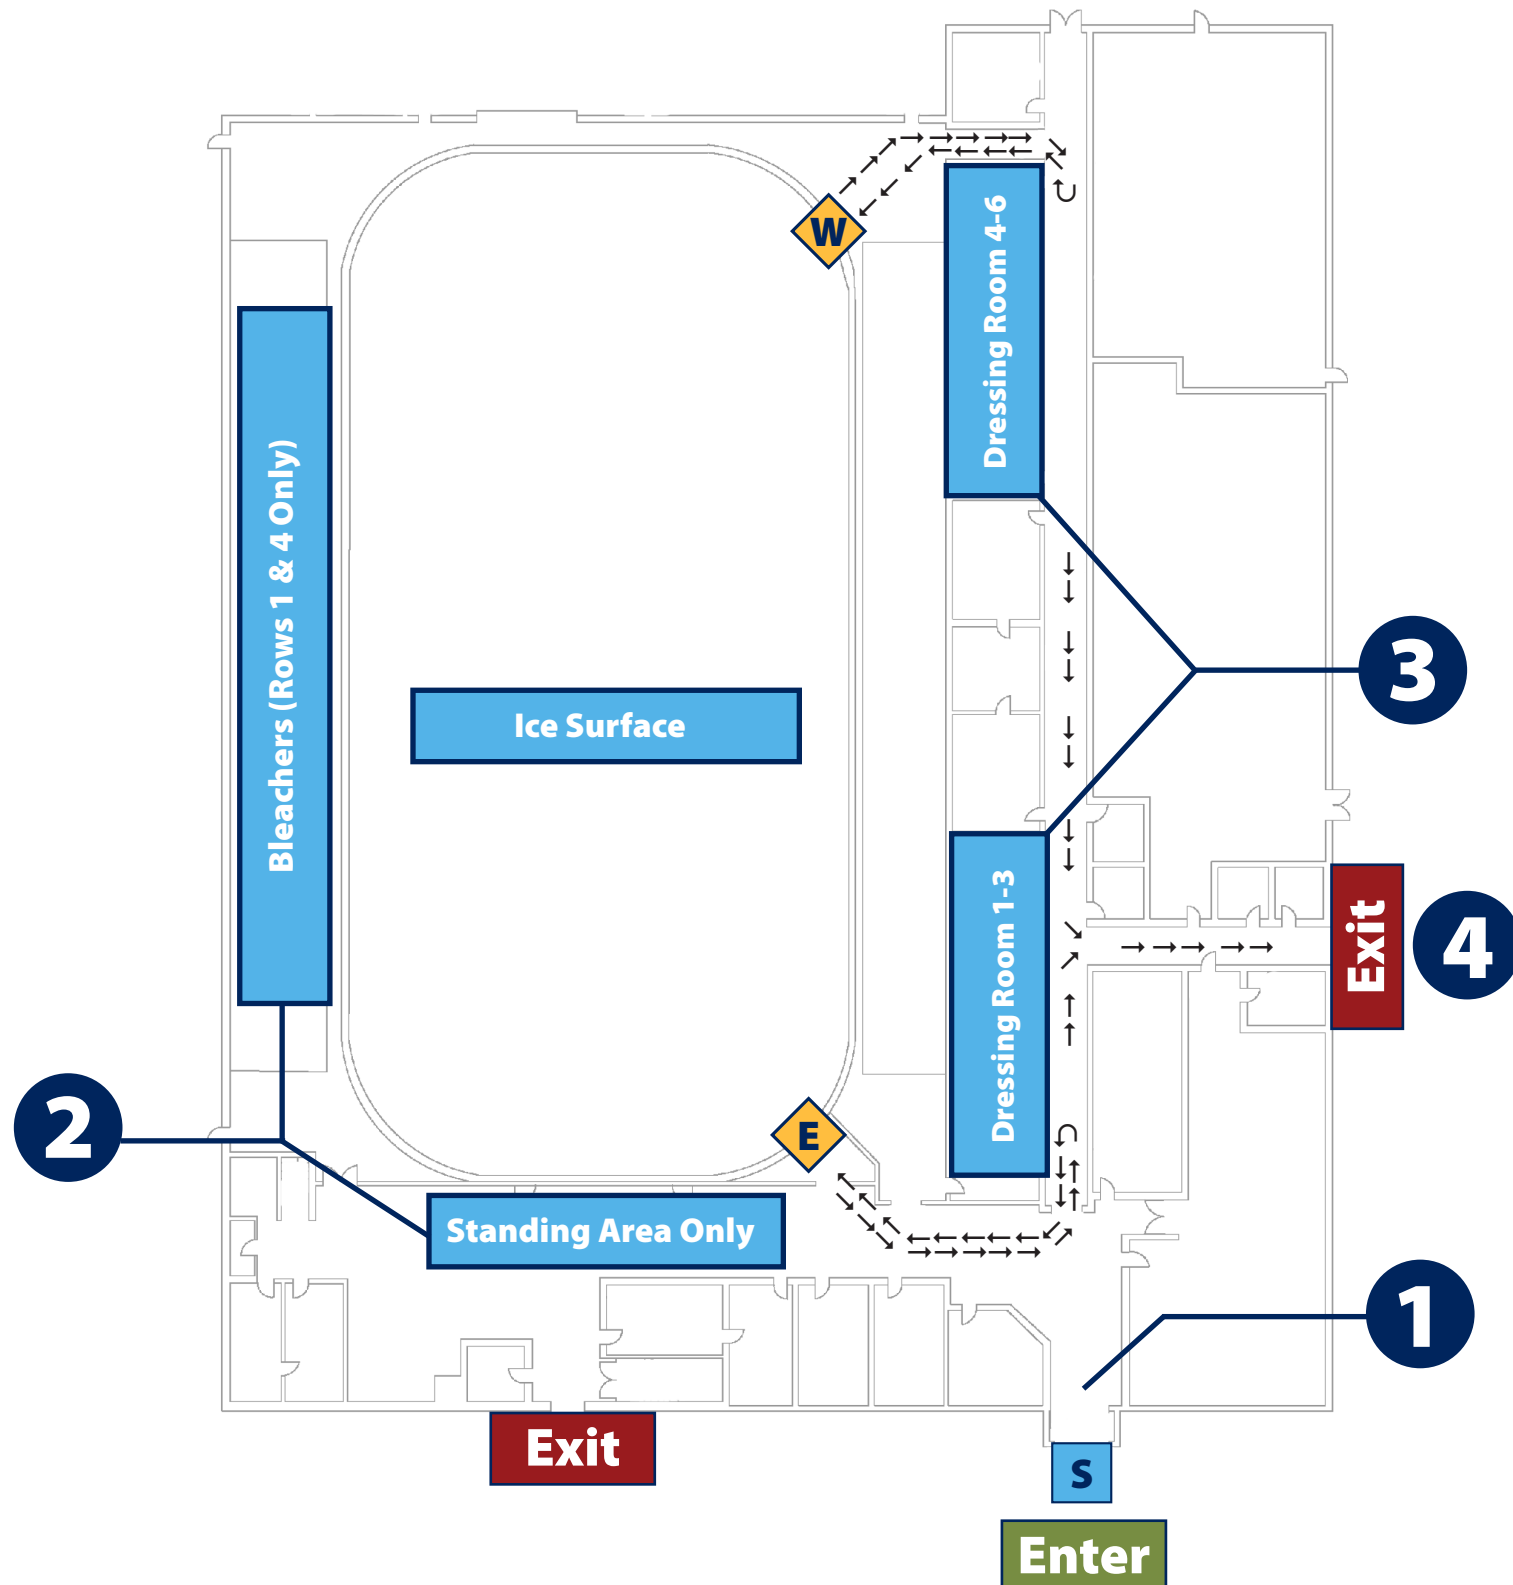 W
Dressing Room 4-6
Bleachers (Rows 1 & 4 Only)
3
Ice Surface
Dressing Room 1-3
Exit
4
2
E
Standing Area Only
1
Exit
S
Enter